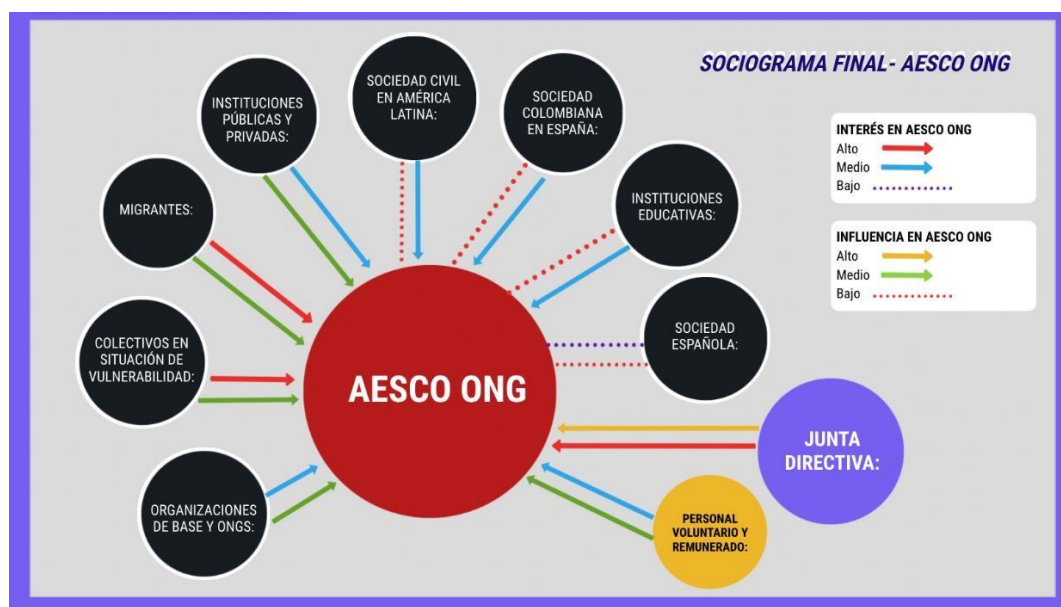 SOCIOGRAMA FINAL- AESCO ONG
SOCIEDAD CIVIL
EN AMÉRICA
LATINA:
SOCIEDAD
COLOMBIANA
EN ESPAÑA:
INSTITUCIONES
PÚBLICAS Y
PRIVADAS:
INSTITUCIONES
EDUCATIVAS:
MIGRANTES:
SOCIEDAD
ESPAÑOLA:
COLECTIVOS EN
SITUACIÓN DE
VULNERABILIDAD:
AESCO ONG
JUNTA
DIRECTIVA:
ORGANIZACIONES
DE BASE Y ONGS:
PERSONAL
VOLUNTARIO Y
REMUNERADO:
INTERÉS EN AESCO ONG
Alto
Medio
Bajo
INFLUENCIA EN AESCO ONG
Alto
Medio
Bajo